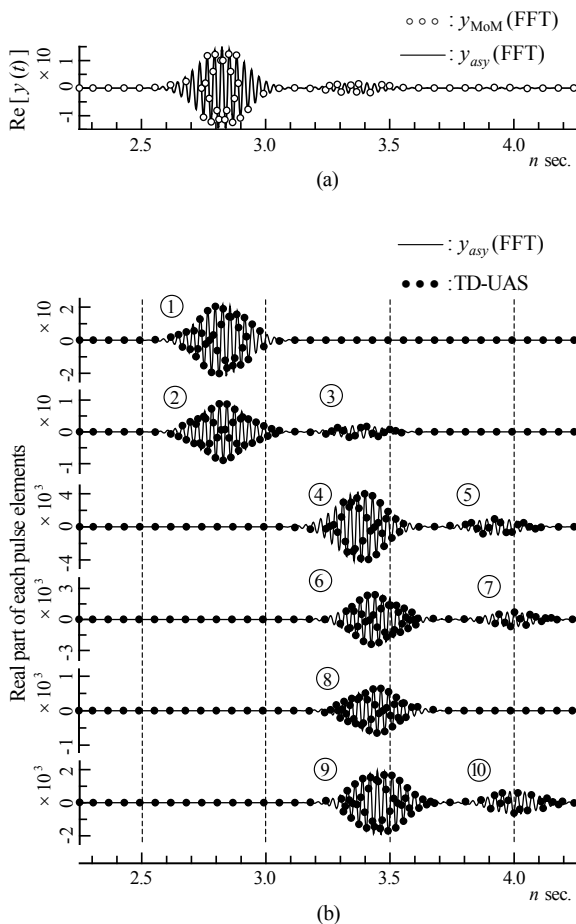 ○ ○ ○ : y_MoM (FFT)
— : y_asy (FFT)
Re [ y (t) ]
× 10
1
0
-1
2.5 3.0 3.5 4.0
n sec.
(a)
— : y_asy (FFT)
● ● ● : TD-UAS
Real part of each pulse elements
× 10
2
0
-2
①
× 10
1
0
-1
② ③
× 10³
4
0
-4
④ ⑤
× 10³
3
0
-3
⑥ ⑦
× 10³
1
0
-1
⑧
× 10³
2
0
-2
⑨ ⑩
2.5 3.0 3.5 4.0
n sec.
(b)